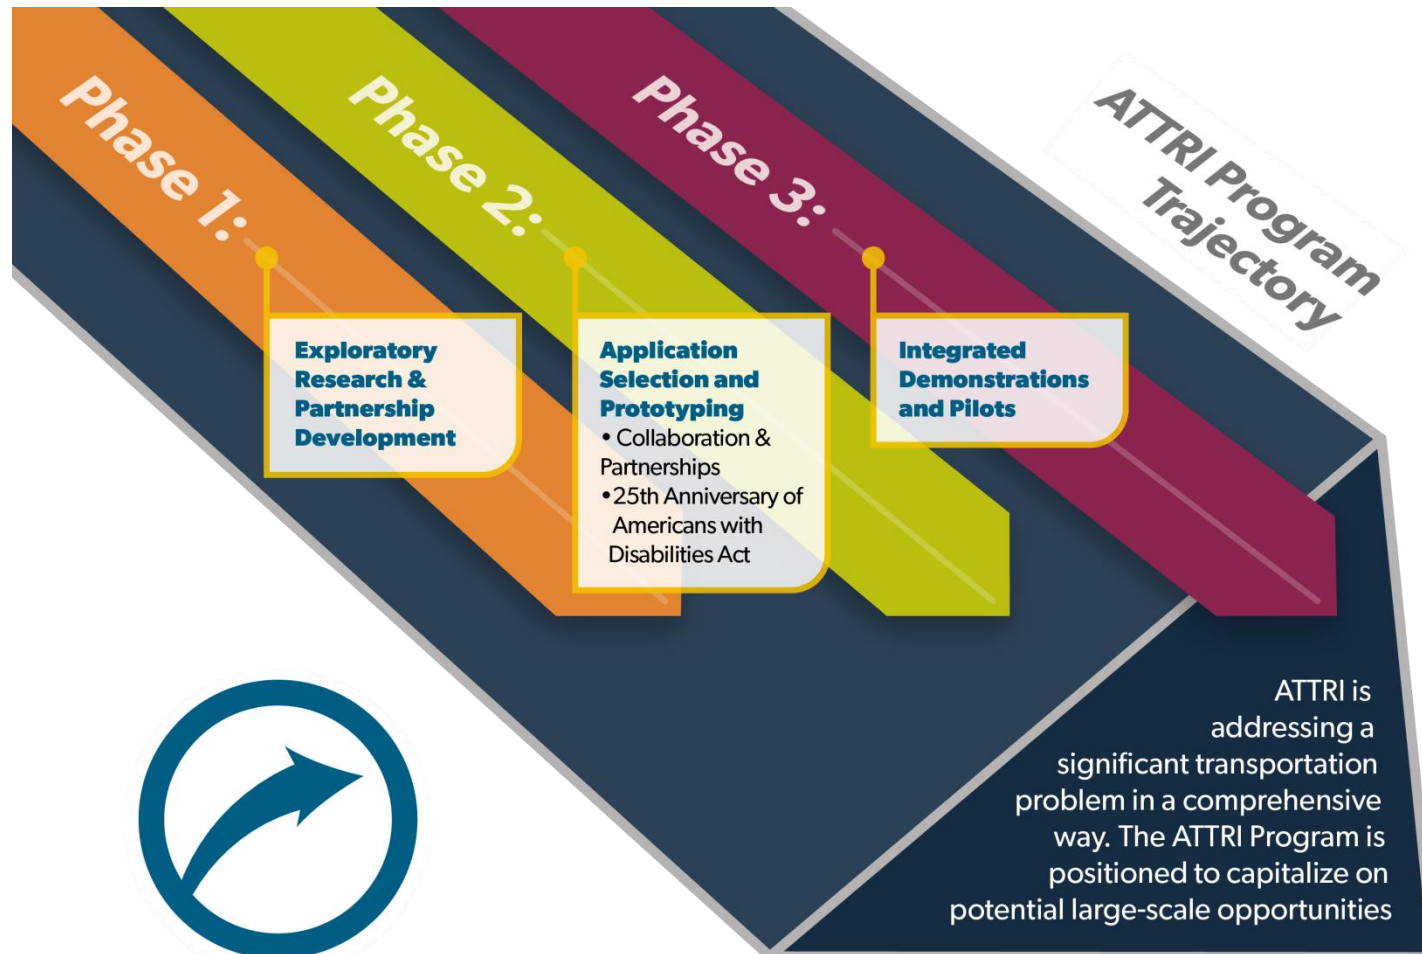 ATTRI Program
Trajectory
Phase 1:
Exploratory
Research &
Partnership
Development
Phase 2:
Application
Selection and
Prototyping
• Collaboration &
Partnerships
•25th Anniversary of
Americans with
Disabilities Act
Phase 3:
Integrated
Demonstrations
and Pilots
ATTRI is
addressing a
significant transportation
problem in a comprehensive
way. The ATTRI Program is
positioned to capitalize on
potential large-scale opportunities